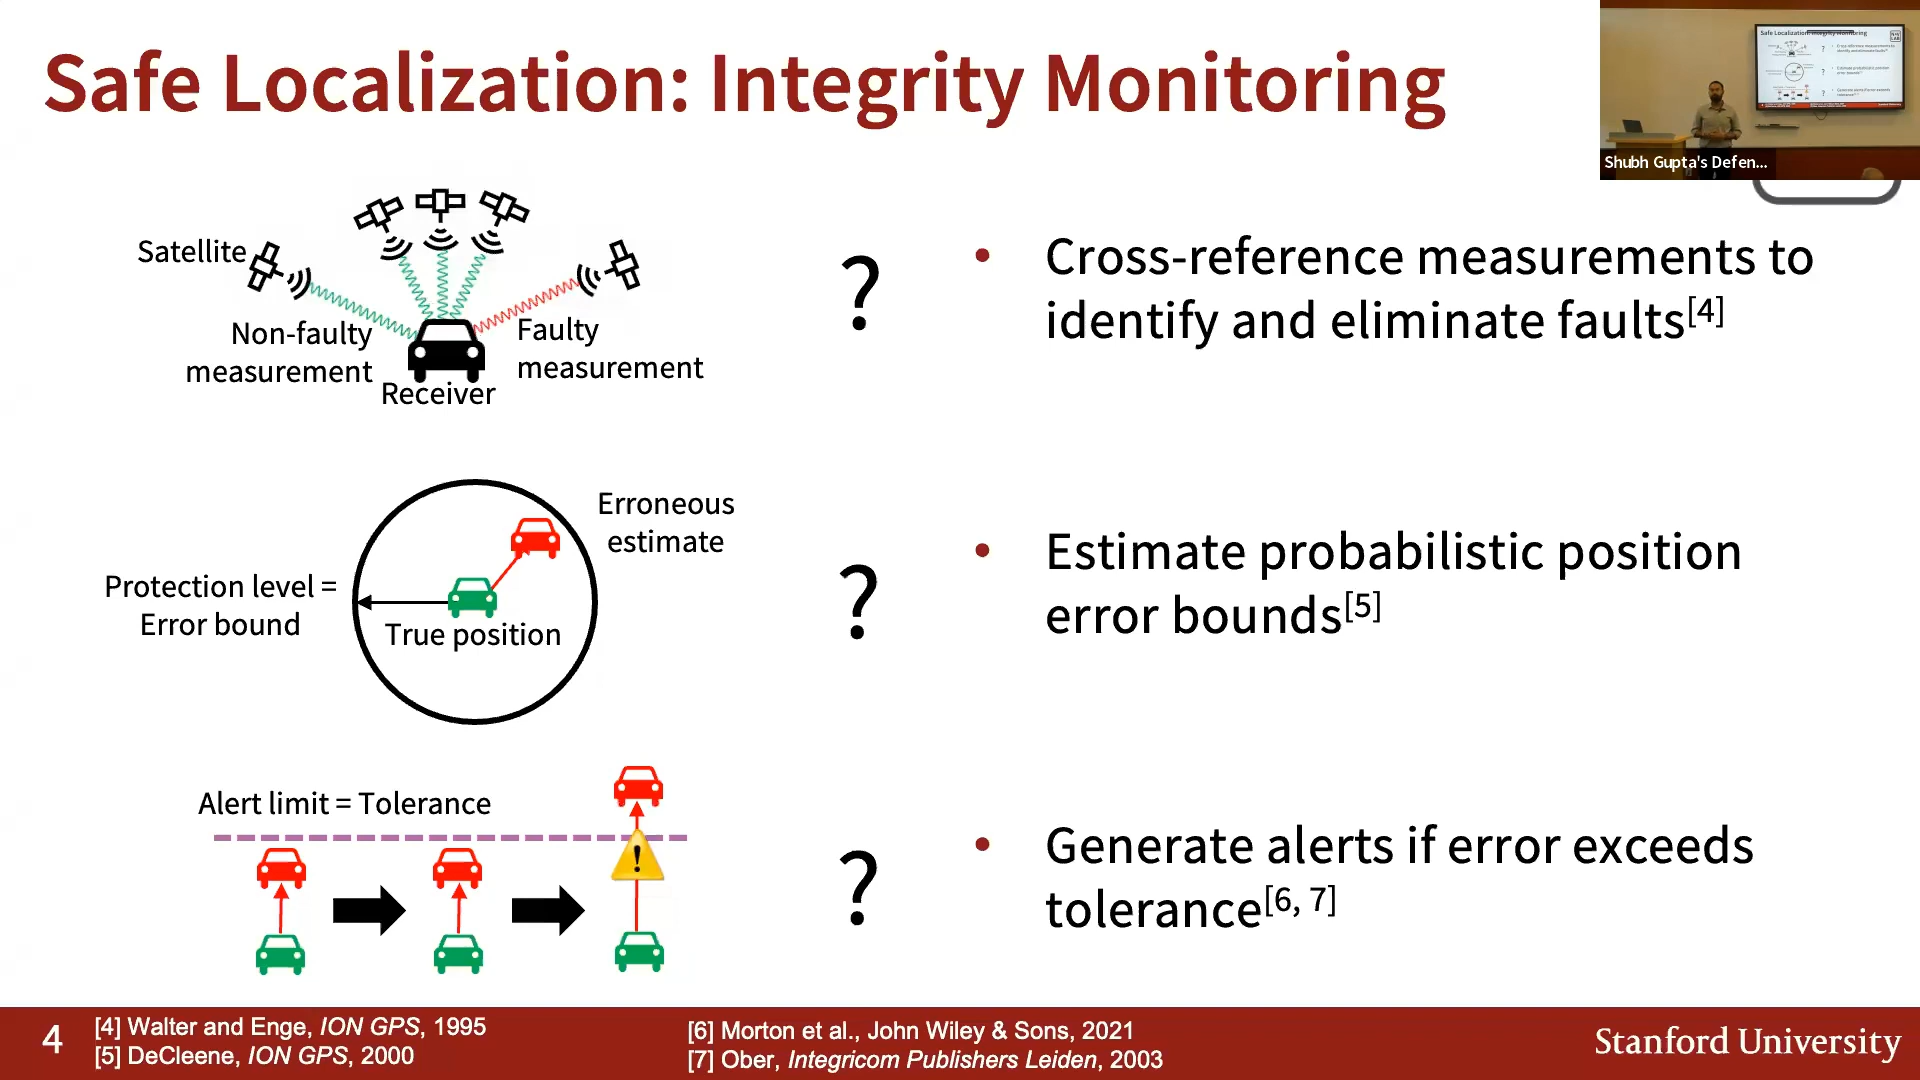 Safe Localization: Integrity Monitoring
Shubh Gupta's Defen...
Satellite
Non-faulty
measurement
Receiver
Faulty
measurement
?
• Cross-reference measurements to
identify and eliminate faults[4]
Erroneous
estimate
Protection level =
Error bound
True position
?
• Estimate probabilistic position
error bounds[5]
Alert limit = Tolerance
!
?
• Generate alerts if error exceeds
tolerance[6, 7]
4
[4] Walter and Enge, ION GPS, 1995
[5] DeCleene, ION GPS, 2000
[6] Morton et al., John Wiley & Sons, 2021
[7] Ober, Integricom Publishers Leiden, 2003
Stanford University